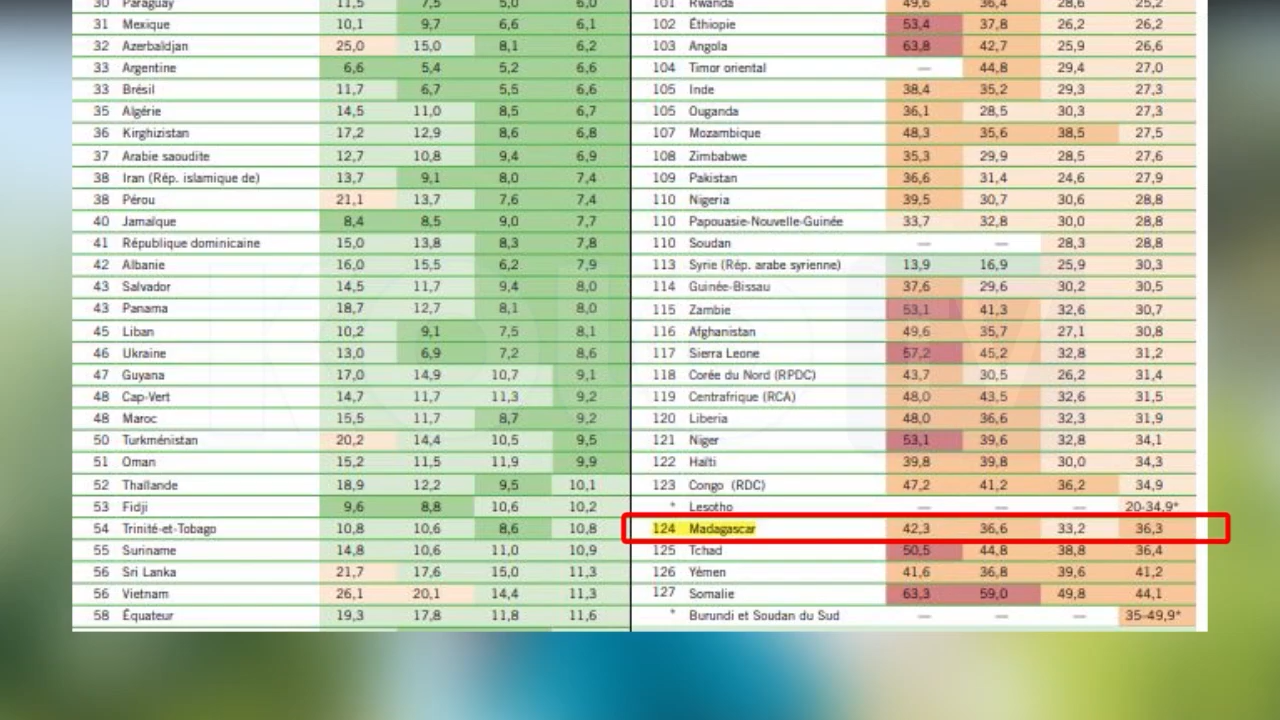 30 Paraguay 11,5 7,5 5,0 6,0
31 Mexique 10,1 9,7 6,6 6,1
32 Azerbaïdjan 25,0 15,0 8,1 6,2
33 Argentine 6,6 5,4 5,2 6,6
33 Brésil 11,7 6,7 5,5 6,6
35 Algérie 14,5 11,0 8,5 6,7
36 Kirghizistan 17,2 12,9 8,6 6,8
37 Arabie saoudite 12,7 10,8 9,4 6,9
38 Iran (Rép. islamique de) 13,7 9,1 8,0 7,4
38 Pérou 21,1 13,7 7,6 7,4
40 Jamaïque 8,4 8,5 9,0 7,7
41 République dominicaine 15,0 13,8 8,3 7,8
42 Albanie 16,0 15,5 6,2 7,9
43 Salvador 14,5 11,7 9,4 8,0
43 Panama 18,7 12,7 8,1 8,0
45 Liban 10,2 9,1 7,5 8,1
46 Ukraine 13,0 6,9 7,2 8,6
47 Guyana 17,0 14,9 10,7 9,1
48 Cap-Vert 14,7 11,7 11,3 9,2
48 Maroc 15,5 11,7 8,7 9,2
50 Turkménistan 20,2 14,4 10,5 9,5
51 Oman 15,2 11,5 11,9 9,9
52 Thaïlande 18,9 12,2 9,5 10,1
53 Fidji 9,6 8,8 10,6 10,2
54 Trinité-et-Tobago 10,8 10,6 8,6 10,8
55 Suriname 14,8 10,6 11,0 10,9
56 Sri Lanka 21,7 17,6 15,0 11,3
56 Vietnam 26,1 20,1 14,4 11,3
58 Équateur 19,3 17,8 11,8 11,6
101 Rwanda 49,6 36,4 28,6 25,2
102 Éthiopie 53,4 37,8 26,2 26,2
103 Angola 63,8 42,7 25,9 26,6
104 Timor oriental — 44,8 29,4 27,0
105 Inde 38,4 35,2 29,3 27,3
105 Ouganda 36,1 28,5 30,3 27,3
107 Mozambique 48,3 35,6 38,5 27,5
108 Zimbabwe 35,3 29,9 28,5 27,6
109 Pakistan 36,6 31,4 24,6 27,9
110 Nigeria 39,5 30,7 30,6 28,8
110 Papouasie-Nouvelle-Guinée 33,7 32,8 30,0 28,8
110 Soudan — — 28,3 28,8
113 Syrie (Rép. arabe syrienne) 13,9 16,9 25,9 30,3
114 Guinée-Bissau 37,6 29,6 30,2 30,5
115 Zambie 53,1 41,3 32,6 30,7
116 Afghanistan 49,6 35,7 27,1 30,8
117 Sierra Leone 57,2 45,2 32,8 31,2
118 Corée du Nord (RPDC) 43,7 30,5 26,2 31,4
119 Centrafrique (RCA) 48,0 43,5 32,6 31,5
120 Liberia 48,0 36,6 32,3 31,9
121 Niger 53,1 39,6 32,8 34,1
122 Haïti 39,8 39,8 30,0 34,3
123 Congo (RDC) 47,2 41,2 36,2 34,9
* Lesotho 20-34,9*
124 Madagascar 42,3 36,6 33,2 36,3
125 Tchad 50,5 44,8 38,8 36,4
126 Yémen 41,6 36,8 39,6 41,2
127 Somalie 63,3 59,0 49,8 44,1
* Burundi et Soudan du Sud — — — 35-49,9*